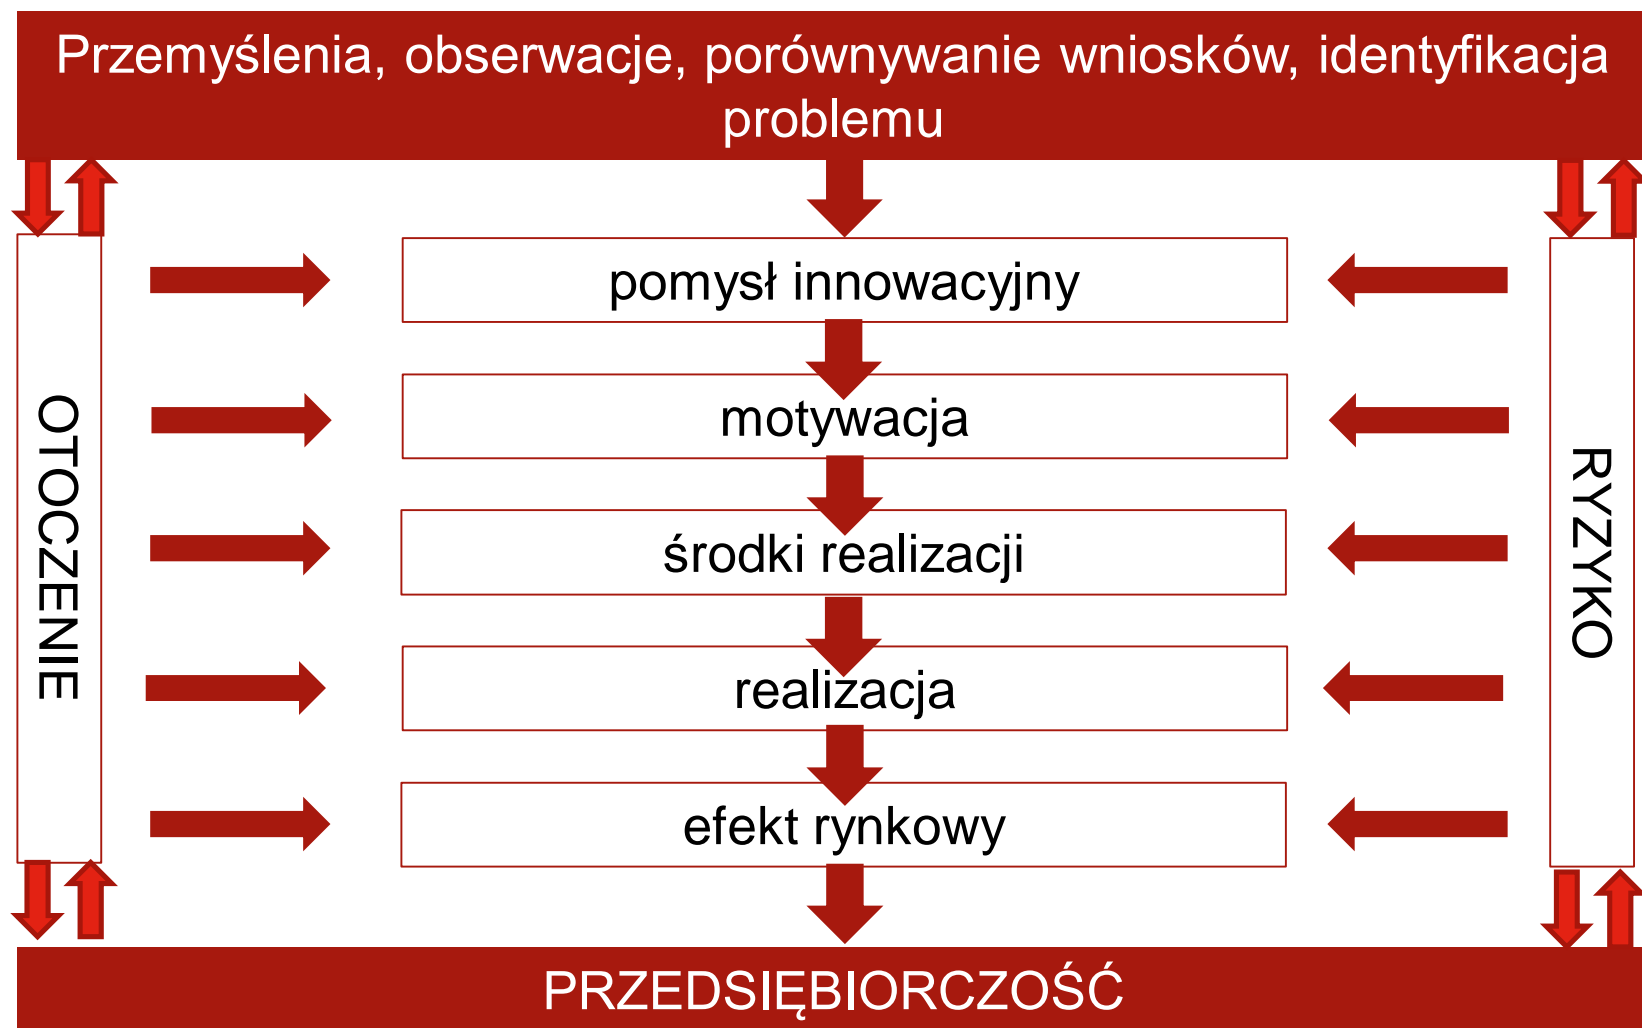 Przemyślenia, obserwacje, porównywanie wniosków, identyfikacja
problemu
pomysł innowacyjny
motywacja
środki realizacji
realizacja
efekt rynkowy
OTOCZENIE
RYZYKO
PRZEDSIĘBIORCZOŚĆ